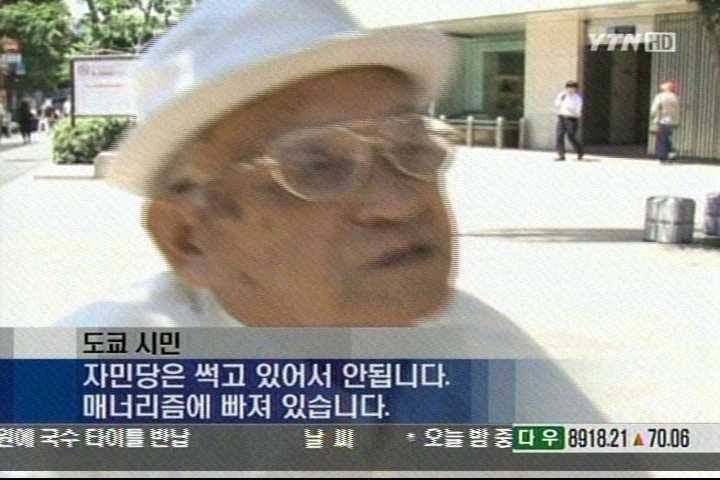 YTN HD
도쿄 시민
자민당은 썩고 있어서 안됩니다.
매너리즘에 빠져 있습니다.
원에 국수 타이틀 반납 날 씨 * 오늘 밤 중 다 우 8918.21 ▲ 70.06